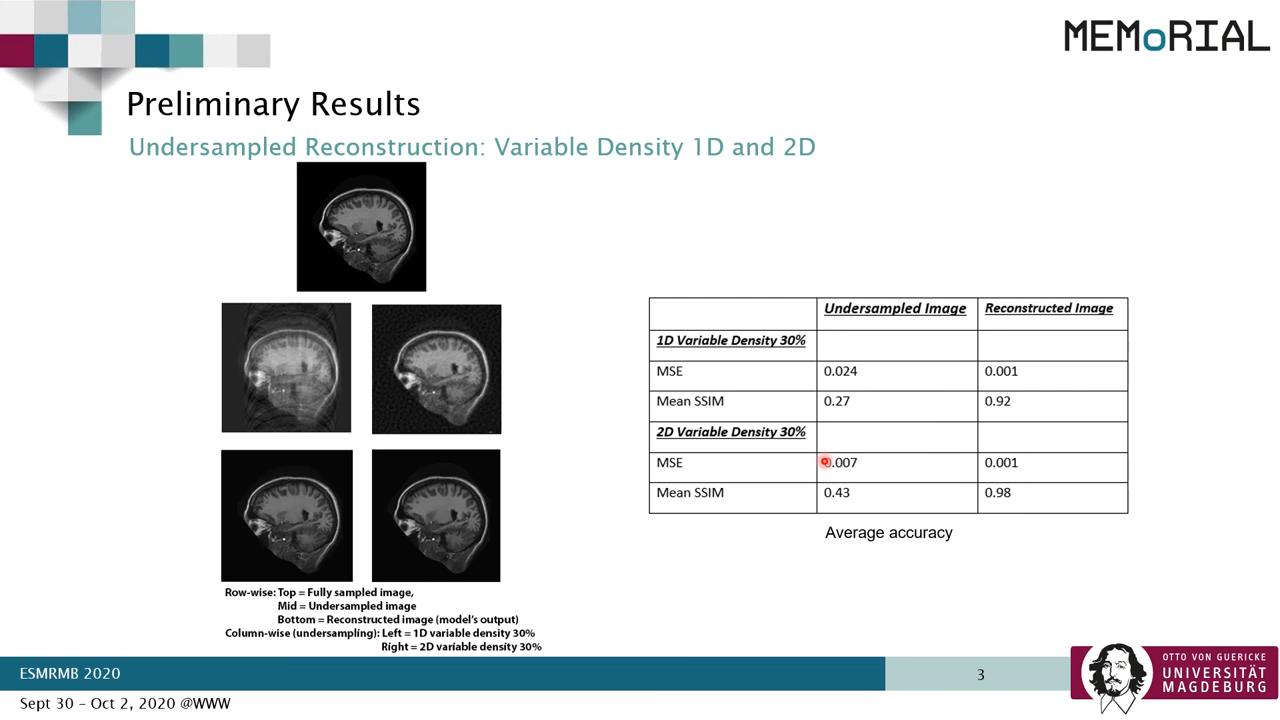 MEMoRIAL
Preliminary Results
Undersampled Reconstruction: Variable Density 1D and 2D
Undersampled Image Reconstructed Image
1D Variable Density 30%
MSE 0.024 0.001
Mean SSIM 0.27 0.92
2D Variable Density 30%
MSE 0.007 0.001
Mean SSIM 0.43 0.98
Average accuracy
Row-wise: Top = Fully sampled image,
Mid = Undersampled image
Bottom = Reconstructed image (model's output)
Column-wise (undersampling): Left = 1D variable density 30%
Right = 2D variable density 30%
ESMRMB 2020
3
Sept 30 – Oct 2, 2020 @WWW
OTTO VON GUERICKE
UNIVERSITÄT
MAGDEBURG